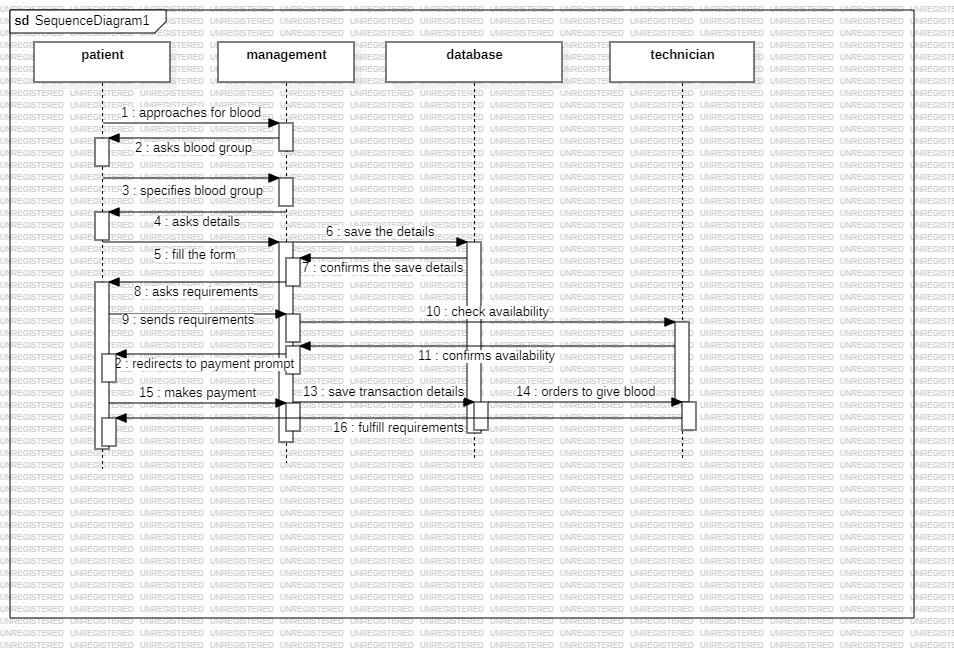 sd SequenceDiagram1
patient
management
database
technician
1 : approaches for blood
2 : asks blood group
3 : specifies blood group
4 : asks details
6 : save the details
5 : fill the form
7 : confirms the save details
8 : asks requirements
10 : check availability
9 : sends requirements
11 : confirms availability
2 : redirects to payment prompt
15 : makes payment
13 : save transaction details
14 : orders to give blood
16 : fulfill requirements
UNREGISTERED